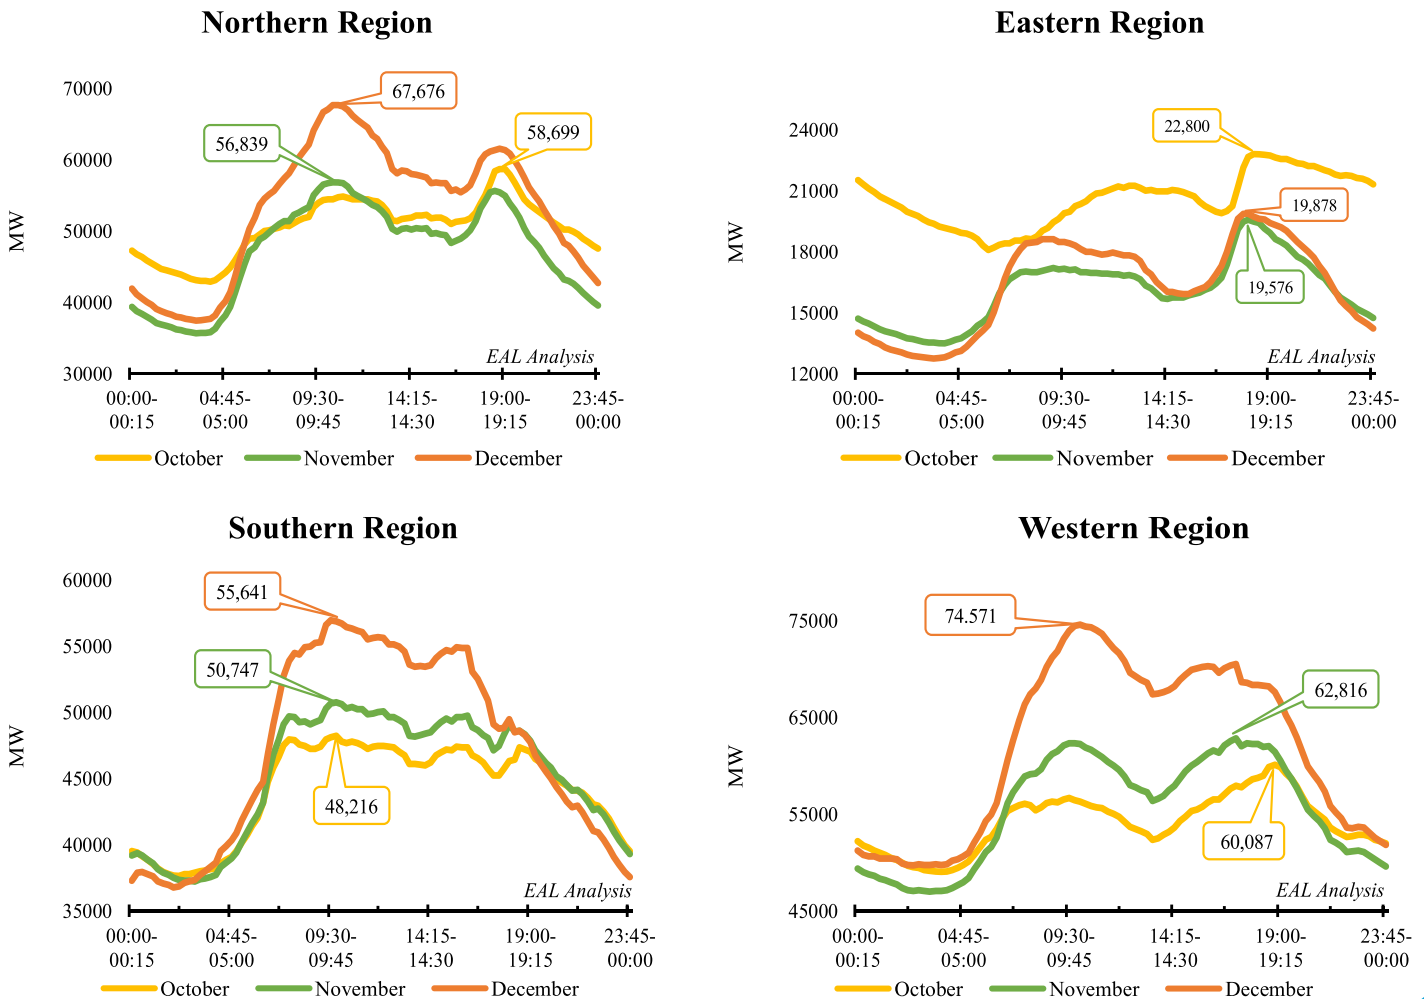 Northern Region
MW
70000
60000
50000
40000
30000
67,676
56,839
58,699
EAL Analysis
00:00- 04:45- 09:30- 14:15- 19:00- 23:45-
00:15 05:00 09:45 14:30 19:15 00:00
October November December
Eastern Region
MW
24000
21000
18000
15000
12000
22,800
19,878
19,576
EAL Analysis
00:00- 04:45- 09:30- 14:15- 19:00- 23:45-
00:15 05:00 09:45 14:30 19:15 00:00
October November December
Southern Region
MW
60000
55000
50000
45000
40000
35000
55,641
50,747
48,216
EAL Analysis
00:00- 04:45- 09:30- 14:15- 19:00- 23:45-
00:15 05:00 09:45 14:30 19:15 00:00
October November December
Western Region
MW
75000
65000
55000
45000
74.571
62,816
60,087
EAL Analysis
00:00- 04:45- 09:30- 14:15- 19:00- 23:45-
00:15 05:00 09:45 14:30 19:15 00:00
October November December